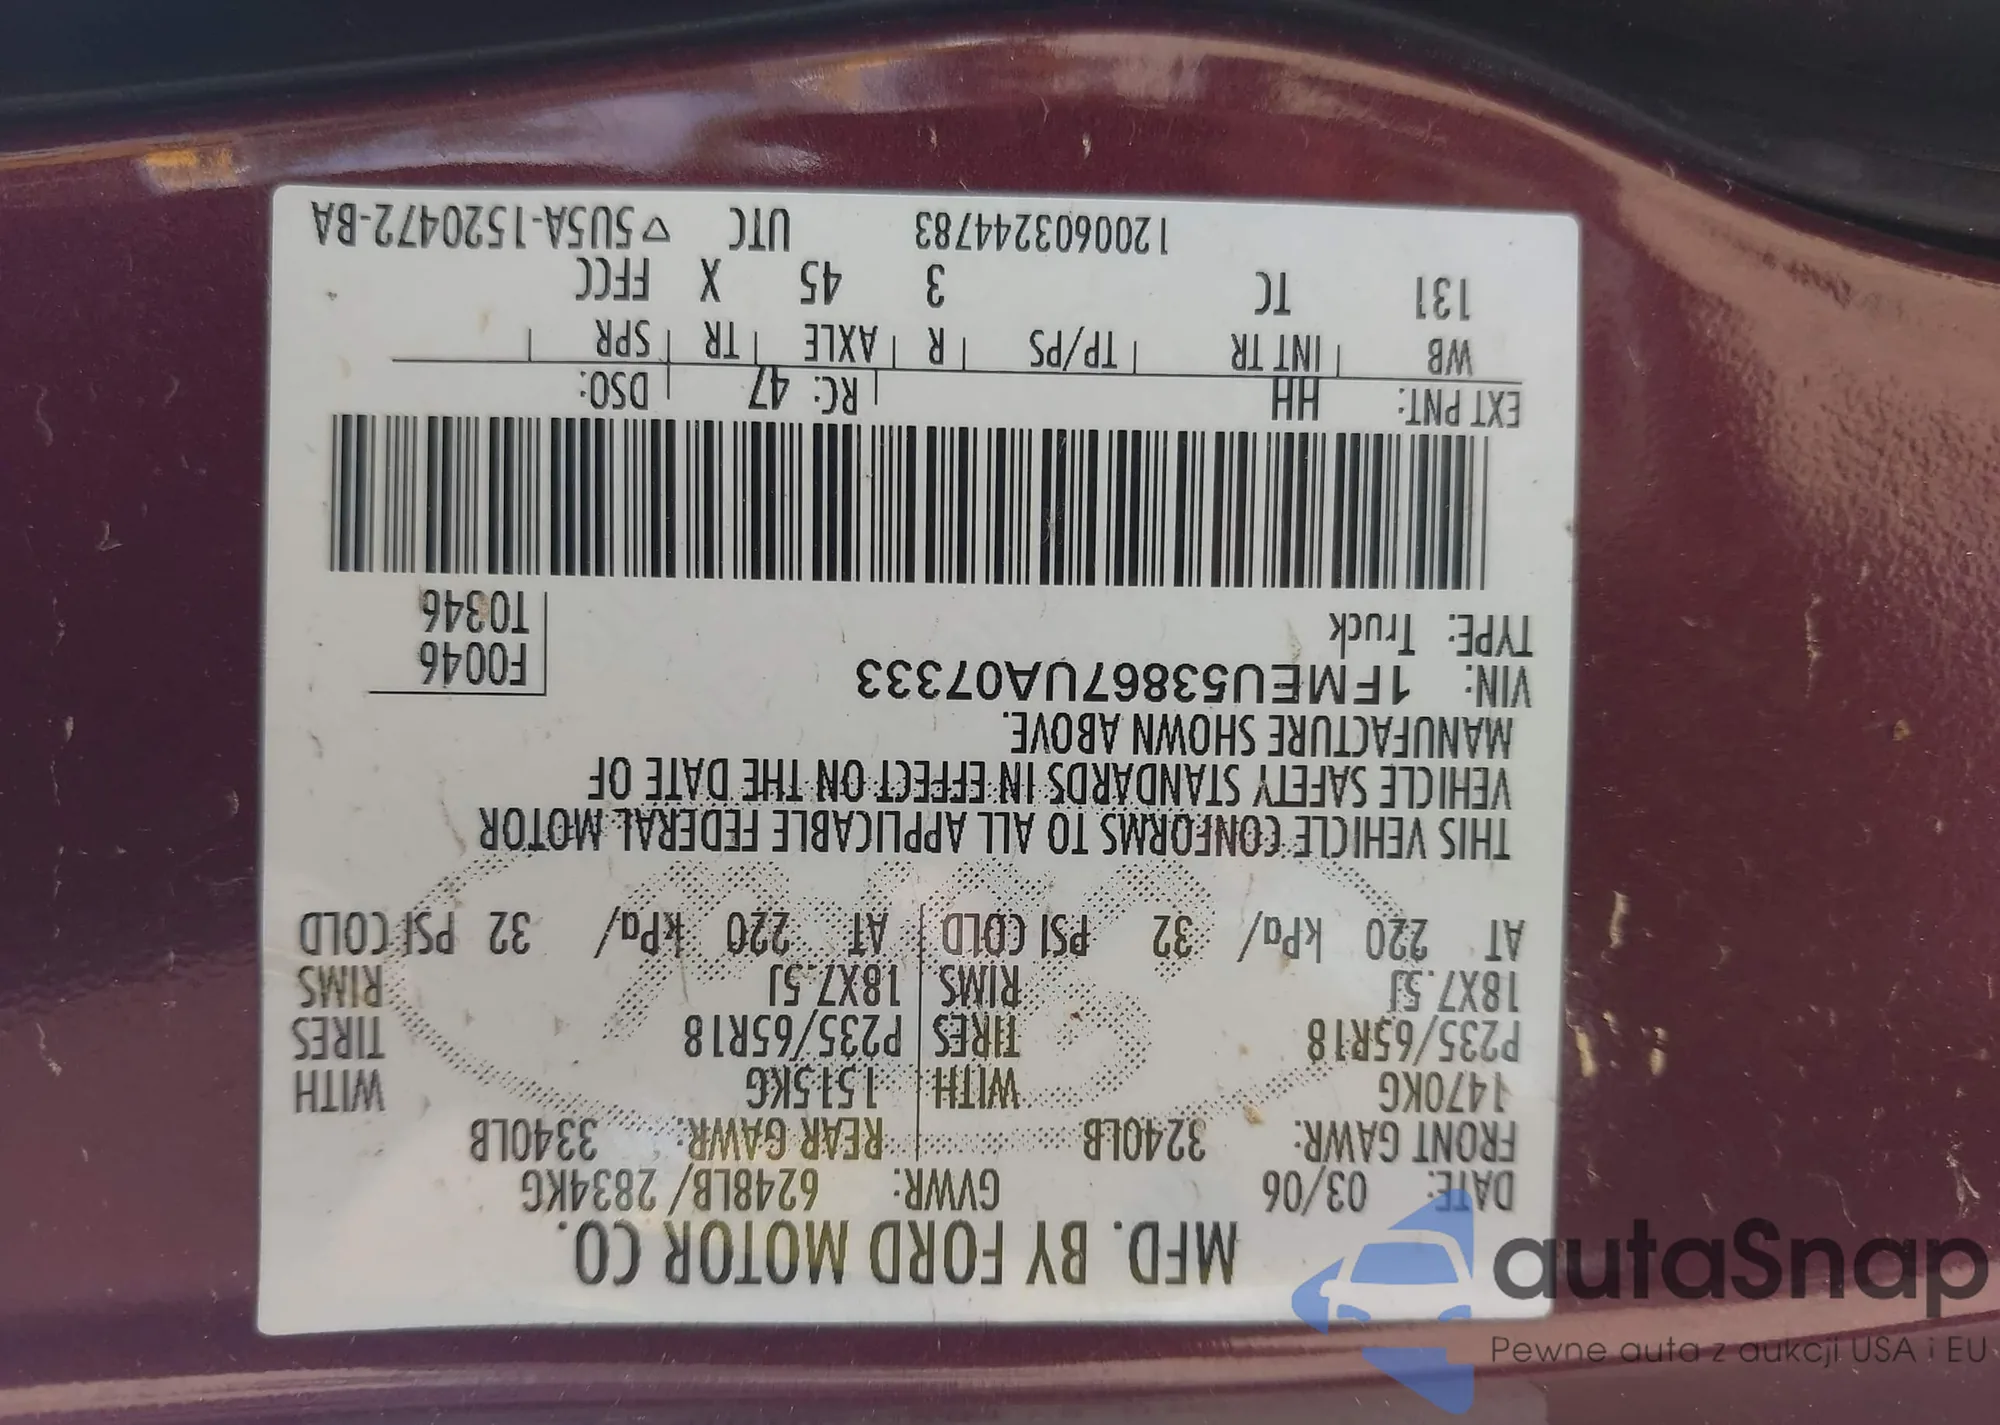 MFD. BY FORD MOTOR CO.
DATE: 03/06 GVWR: 6248LB/ 2834KG
FRONT GAWR: 3240LB REAR GAWR: 3340LB
1470KG WITH 1515KG WITH
P235/65R18 TIRES P235/65R18 TIRES
18X7.5J RIMS 18X7.5J RIMS
AT 220 kPa/ 32 PSI COLD AT 220 kPa/ 32 PSI COLD
THIS VEHICLE CONFORMS TO ALL APPLICABLE FEDERAL MOTOR
VEHICLE SAFETY STANDARDS IN EFFECT ON THE DATE OF
MANUFACTURE SHOWN ABOVE.
VIN: 1FMEU53867UA07333 F0046
TYPE: Truck T0346
EXT PNT: HH RC: 47 DSO:
WB INT TR TP/PS R AXLE TR SPR
131 TC 3 45 X FFCC
1200603244783 UTC ▽5U5A-1520472-BA
autoSnap
Pewne auta z aukcji USA i EU